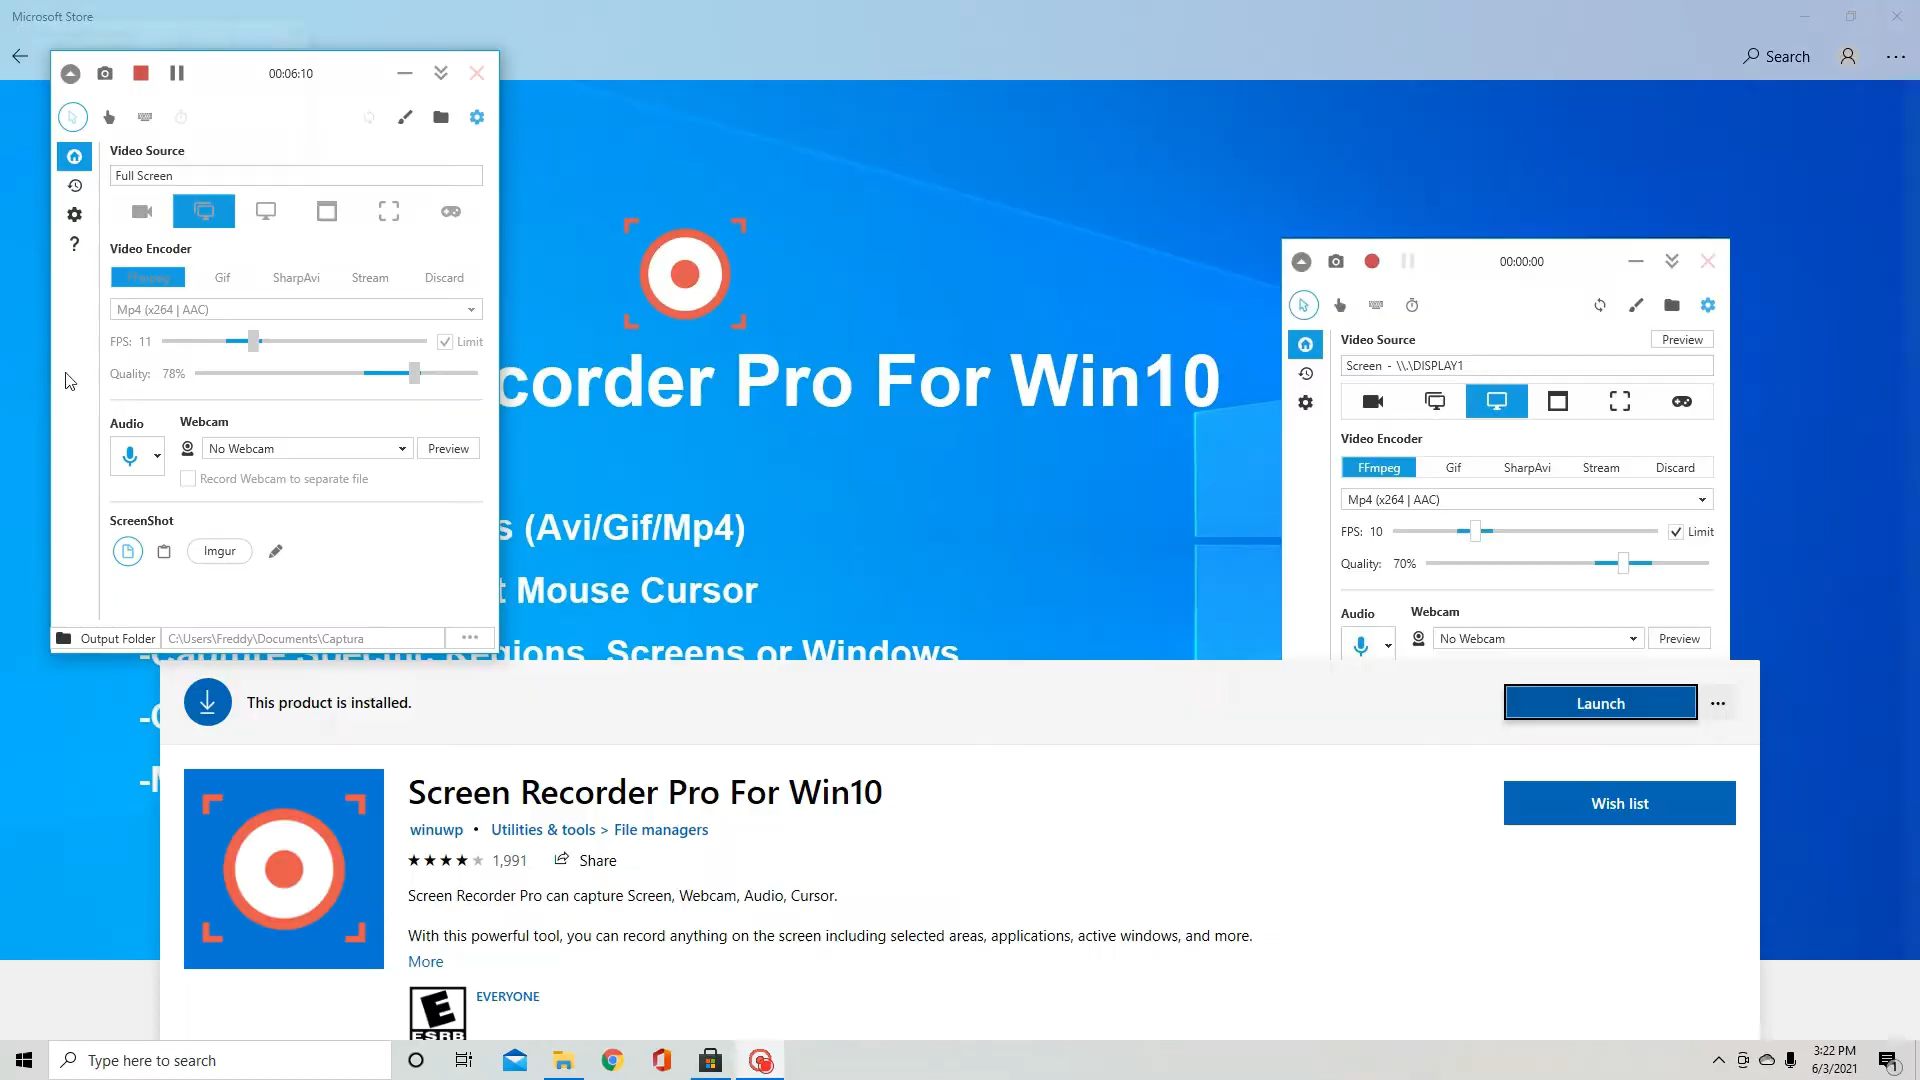 Microsoft Store
Search
00:06:10
Video Source
Full Screen
Video Encoder
FFmpeg Gif SharpAvi Stream Discard
Mp4 (x264 | AAC)
FPS: 11 Limit
Quality: 78%
Audio Webcam
No Webcam Preview
Record Webcam to separate file
ScreenShot
Imgur
Output Folder C:\Users\Freddy\Documents\Captura
corder Pro For Win10
s (Avi/Gif/Mp4)
t Mouse Cursor
-Capture Specific Regions, Screens or Windows
00:00:00
Video Source Preview
Screen - \\.\DISPLAY1
Video Encoder
FFmpeg Gif SharpAvi Stream Discard
Mp4 (x264 | AAC)
FPS: 10 Limit
Quality: 70%
Audio Webcam
No Webcam Preview
This product is installed.
Launch
Screen Recorder Pro For Win10
winuwp • Utilities & tools > File managers
1,991 Share
Wish list
Screen Recorder Pro can capture Screen, Webcam, Audio, Cursor.
With this powerful tool, you can record anything on the screen including selected areas, applications, active windows, and more.
More
E
ESRB
EVERYONE
Type here to search
3:22 PM
6/3/2021
1